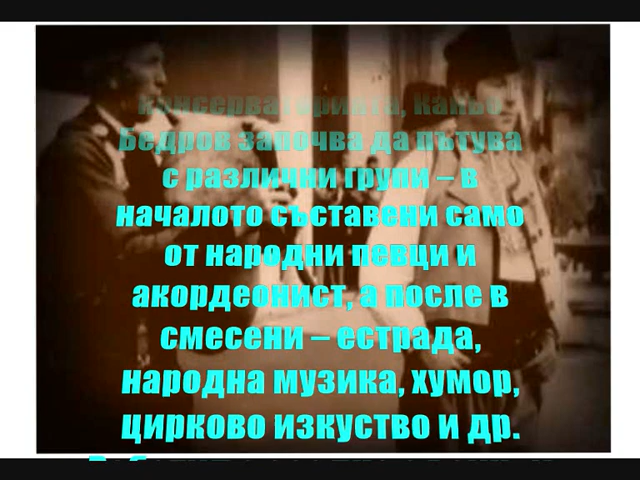 консерваторията, Каньо
Бедров започва да пътува
с различни групи – в
началото съставени само
от народни певци и
акордеонист, а после в
смесени – естрада,
народна музика, хумор,
цирково изкуство и др.